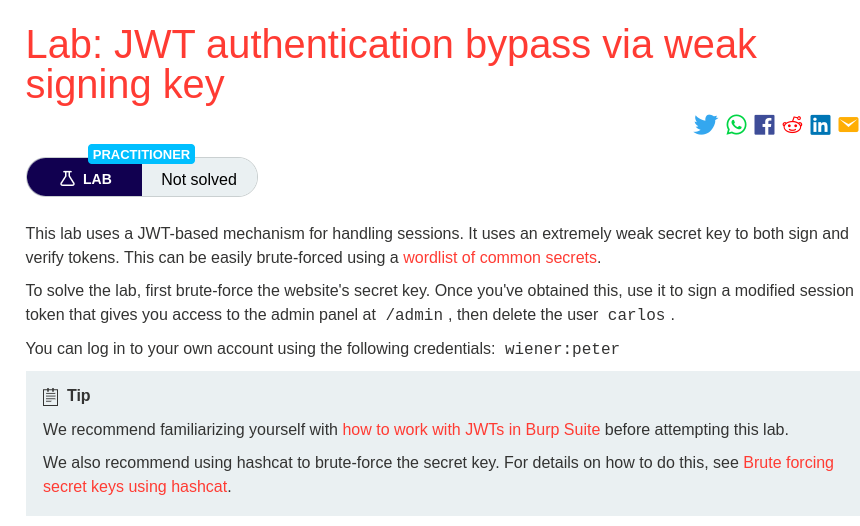 Lab: JWT authentication bypass via weak
signing key
PRACTITIONER
LAB Not solved
This lab uses a JWT-based mechanism for handling sessions. It uses an extremely weak secret key to both sign and
verify tokens. This can be easily brute-forced using a wordlist of common secrets.
To solve the lab, first brute-force the website's secret key. Once you've obtained this, use it to sign a modified session
token that gives you access to the admin panel at /admin , then delete the user carlos .
You can log in to your own account using the following credentials: wiener:peter
Tip
We recommend familiarizing yourself with how to work with JWTs in Burp Suite before attempting this lab.
We also recommend using hashcat to brute-force the secret key. For details on how to do this, see Brute forcing
secret keys using hashcat.